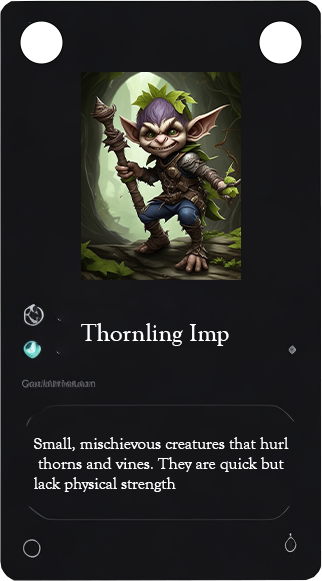 Thornling Imp
Small, mischievous creatures that hurl
thorns and vines. They are quick but
lack physical strength